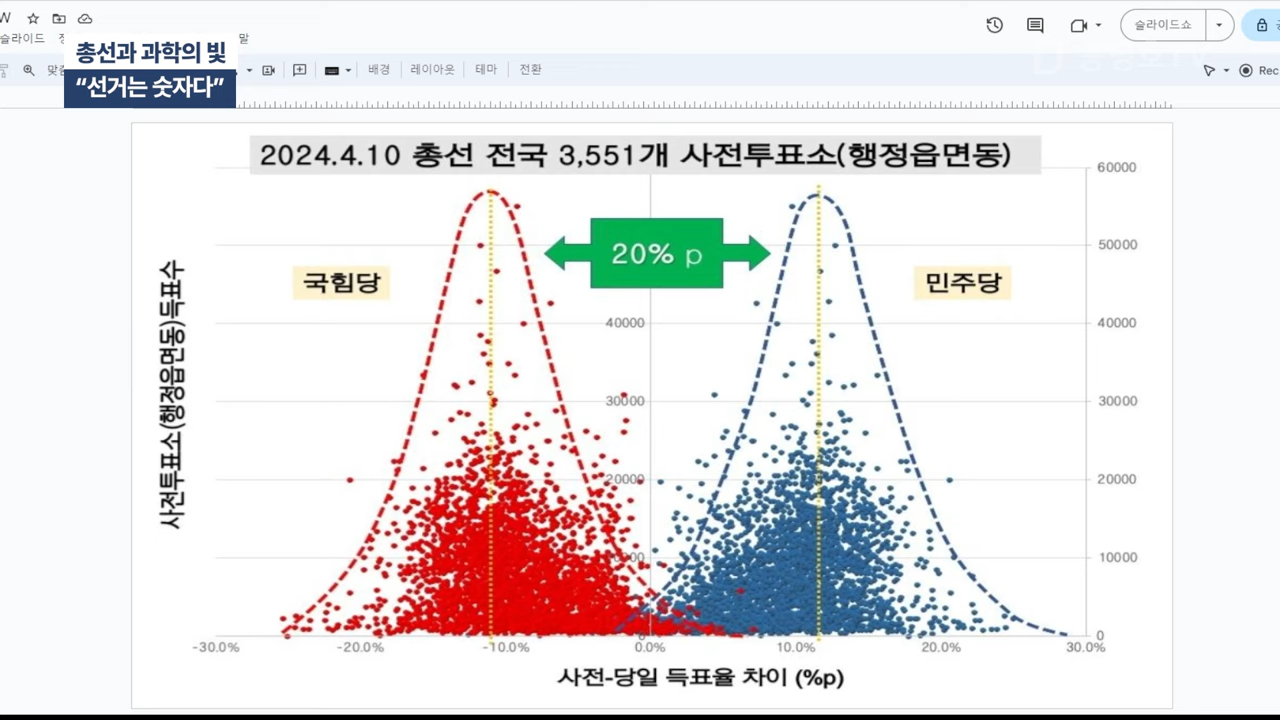 총선과 과학의 빛
“선거는 숫자다”
슬라이드
슬라이드쇼
배경
레이아웃
테마
전환
Rec
2024.4.10 총선 전국 3,551개 사전투표소(행정읍면동)
국힘당
20% p
민주당
사전투표소(행정읍면동)득표수
60000
50000
40000
30000
20000
10000
0
40000
30000
20000
0
-30.0%
-20.0%
-10.0%
0.0%
10.0%
20.0%
30.0%
사전-당일 득표율 차이 (%p)